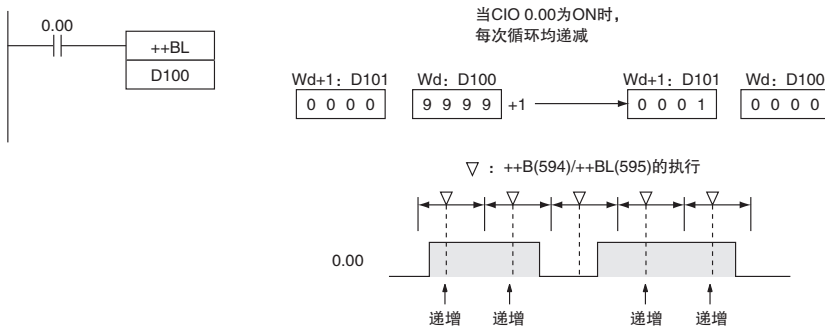 0.00
++BL
D100
当CIO 0.00为ON时，
每次循环均递减
Wd+1：D101 Wd：D100 Wd+1：D101 Wd：D100
0 0 0 0 9 9 9 9 +1 0 0 0 1 0 0 0 0
▽ ：++B(594)/++BL(595)的执行
0.00
递增 递增 递增 递增